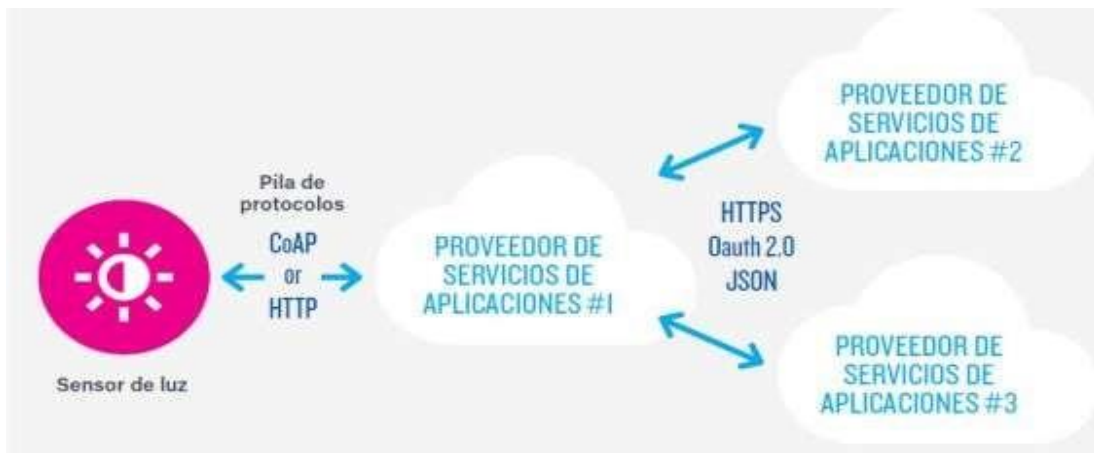 Sensor de luz
Pila de
protocolos
CoAP
or
HTTP
PROVEEDOR DE
SERVICIOS DE
APLICACIONES #1
HTTPS
Oauth 2.0
JSON
PROVEEDOR DE
SERVICIOS DE
APLICACIONES #2
PROVEEDOR DE
SERVICIOS DE
APLICACIONES #3